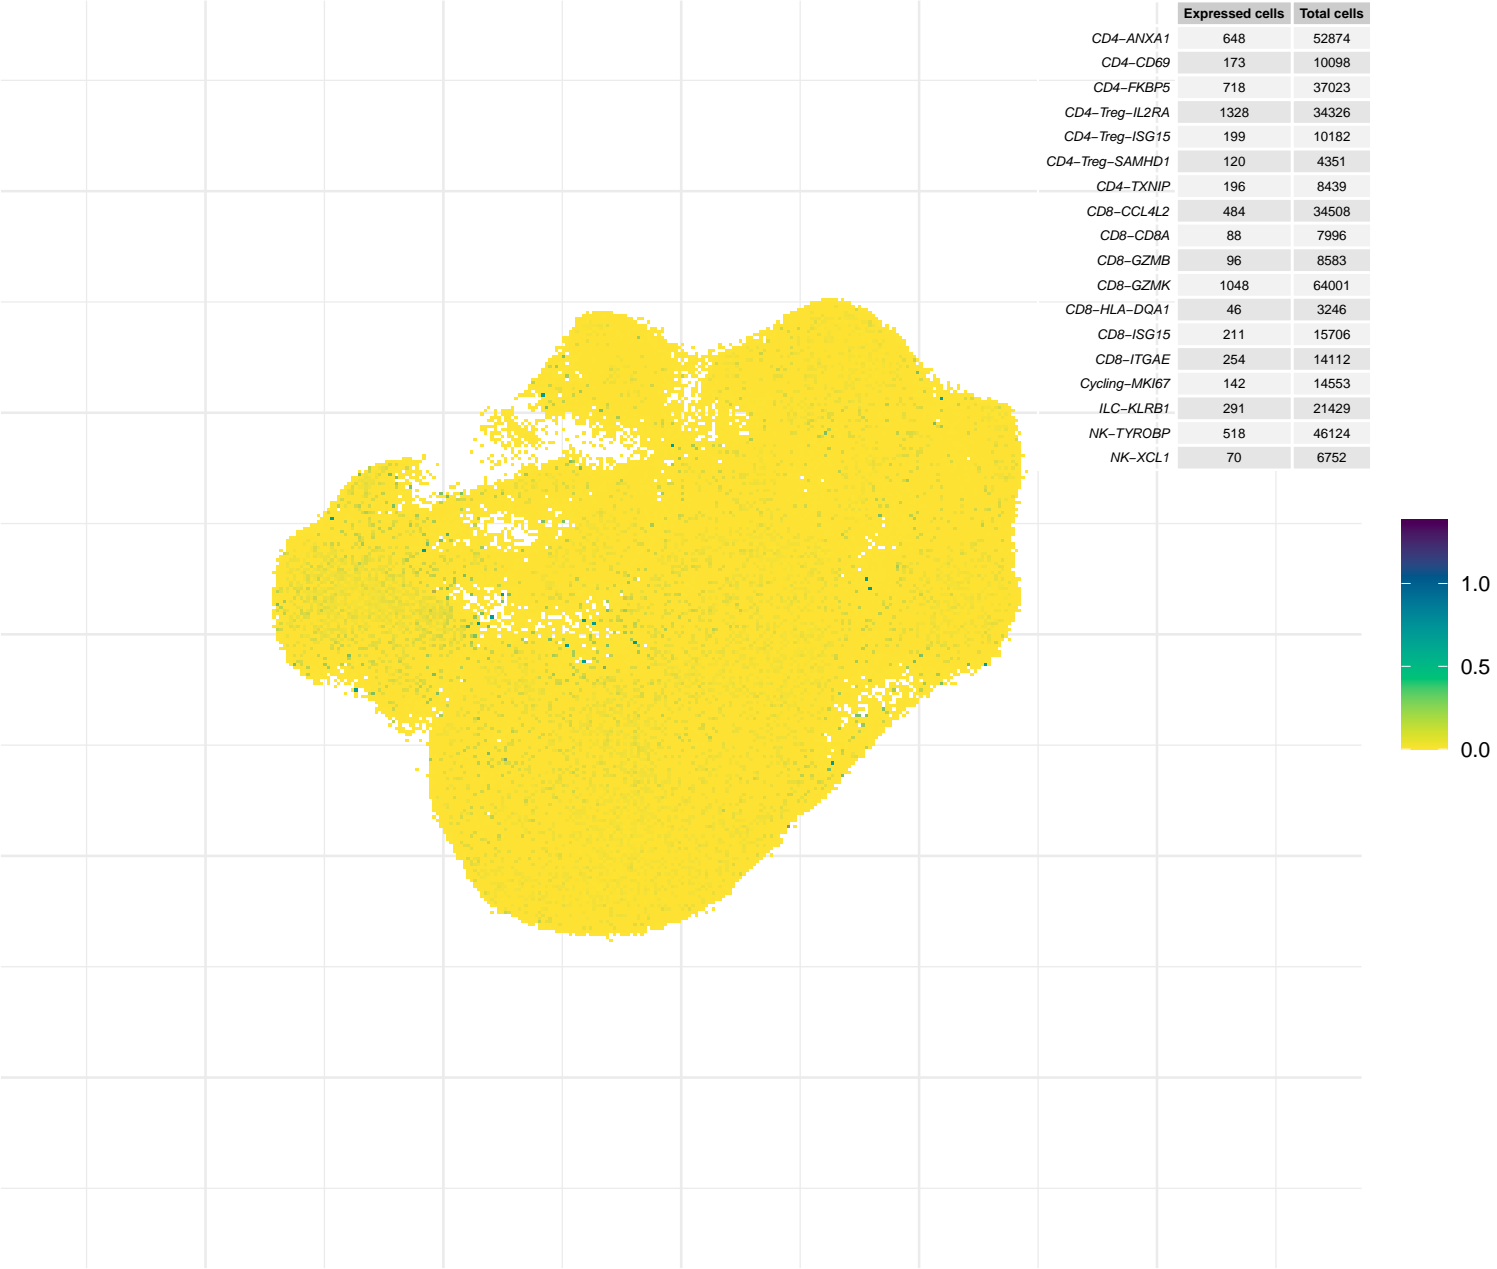 Expressed cells Total cells
CD4−ANXA1 648 52874
CD4−CD69 173 10098
CD4−FKBP5 718 37023
CD4−Treg−IL2RA 1328 34326
CD4−Treg−ISG15 199 10182
CD4−Treg−SAMHD1 120 4351
CD4−TXNIP 196 8439
CD8−CCL4L2 484 34508
CD8−CD8A 88 7996
CD8−GZMB 96 8583
CD8−GZMK 1048 64001
CD8−HLA−DQA1 46 3246
CD8−ISG15 211 15706
CD8−ITGAE 254 14112
Cycling−MKI67 142 14553
ILC−KLRB1 291 21429
NK−TYROBP 518 46124
NK−XCL1 70 6752
1.0
0.5
0.0